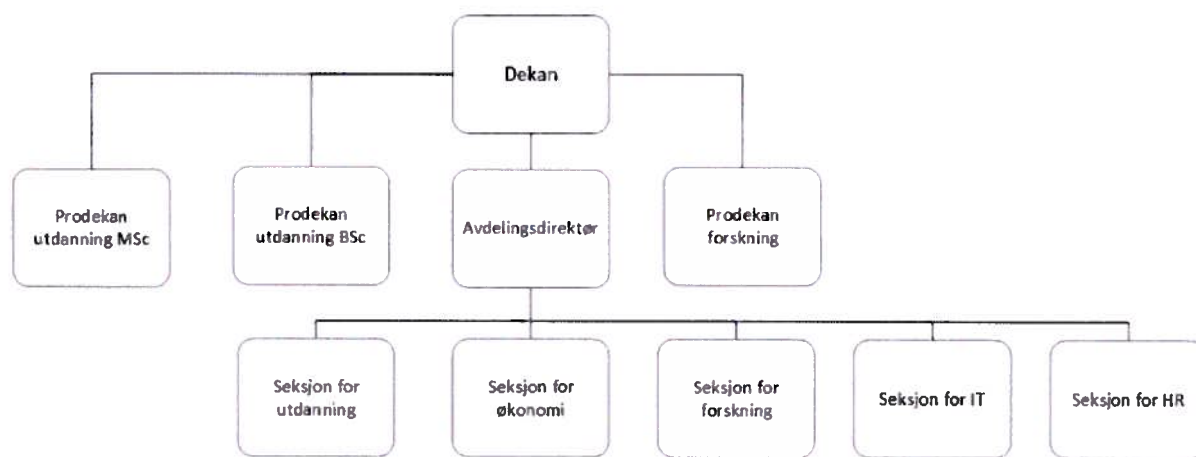 Dekan
Prodekan
utdanning MSc
Prodekan
utdanning BSc
Avdelingsdirektør
Prodekan
forskning
Seksjon for
utdanning
Seksjon for
økonomi
Seksjon for
forskning
Seksjon for IT
Seksjon for HR